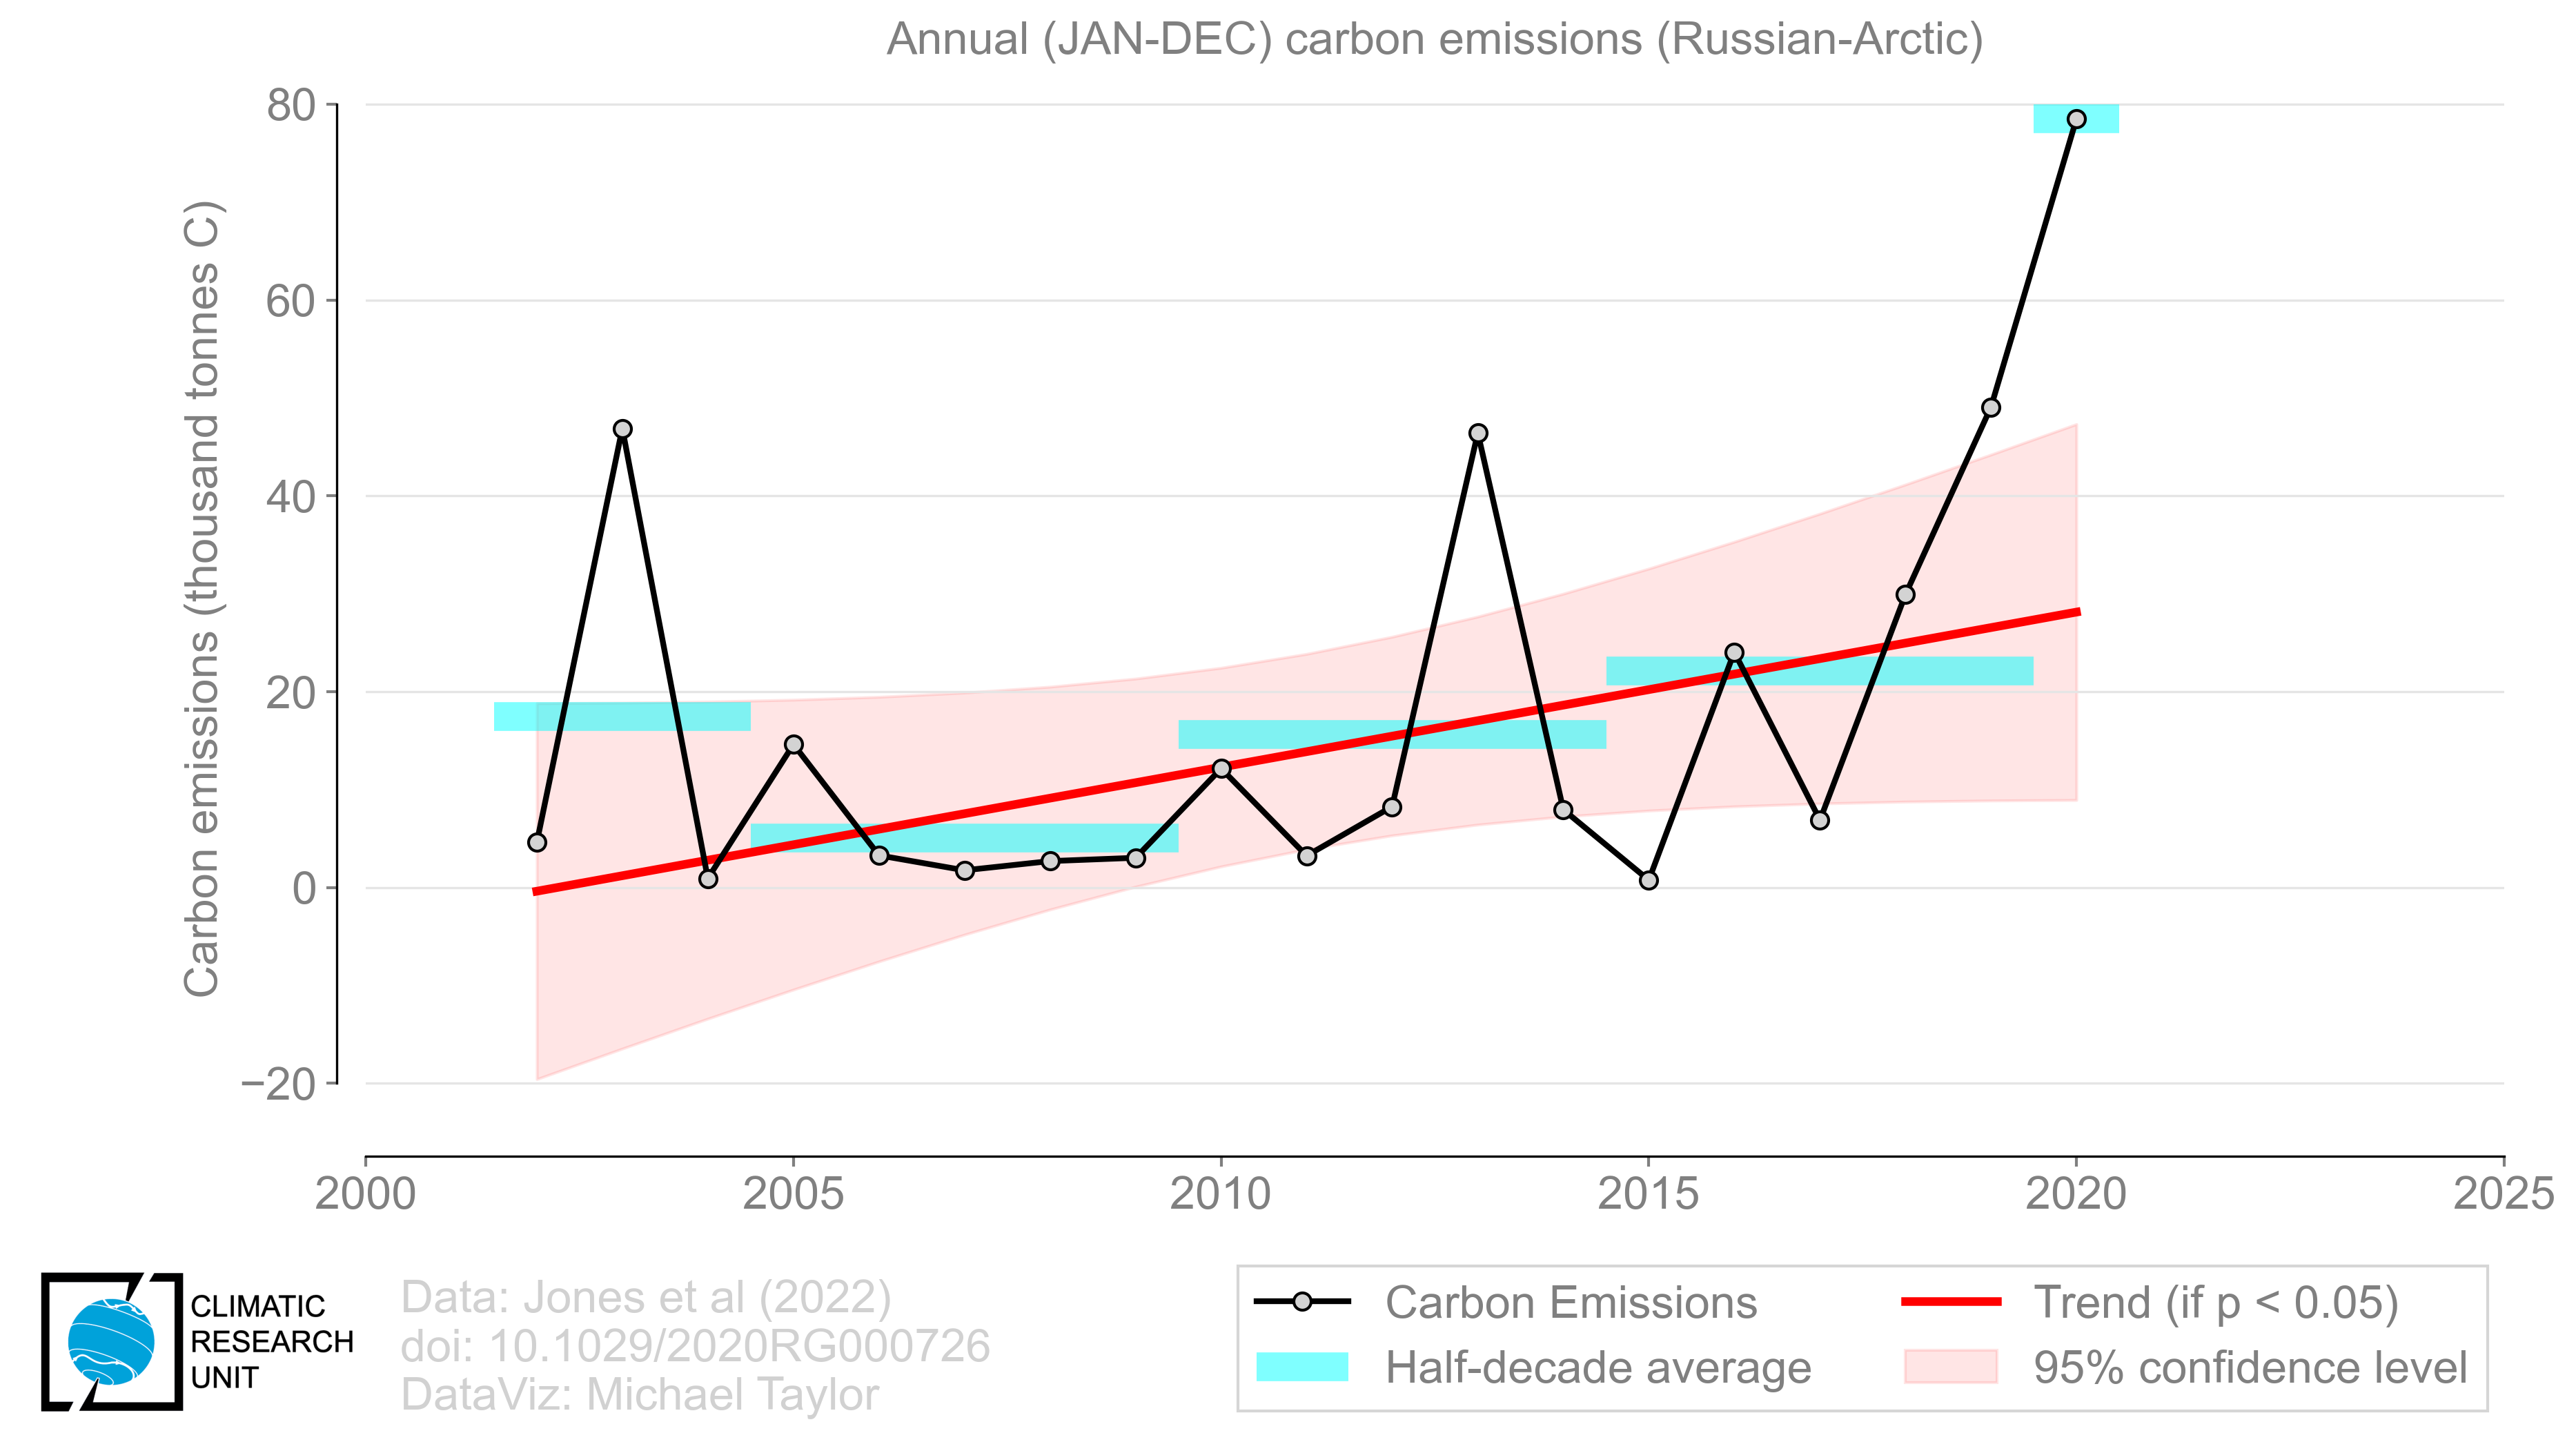 Annual (JAN-DEC) carbon emissions (Russian-Arctic)
Carbon emissions (thousand tonnes C)
80
60
40
20
0
−20
2000 2005 2010 2015 2020 2025
CLIMATIC
RESEARCH
UNIT
Data: Jones et al (2022)
doi: 10.1029/2020RG000726
DataViz: Michael Taylor
Carbon Emissions
Half-decade average
Trend (if p < 0.05)
95% confidence level